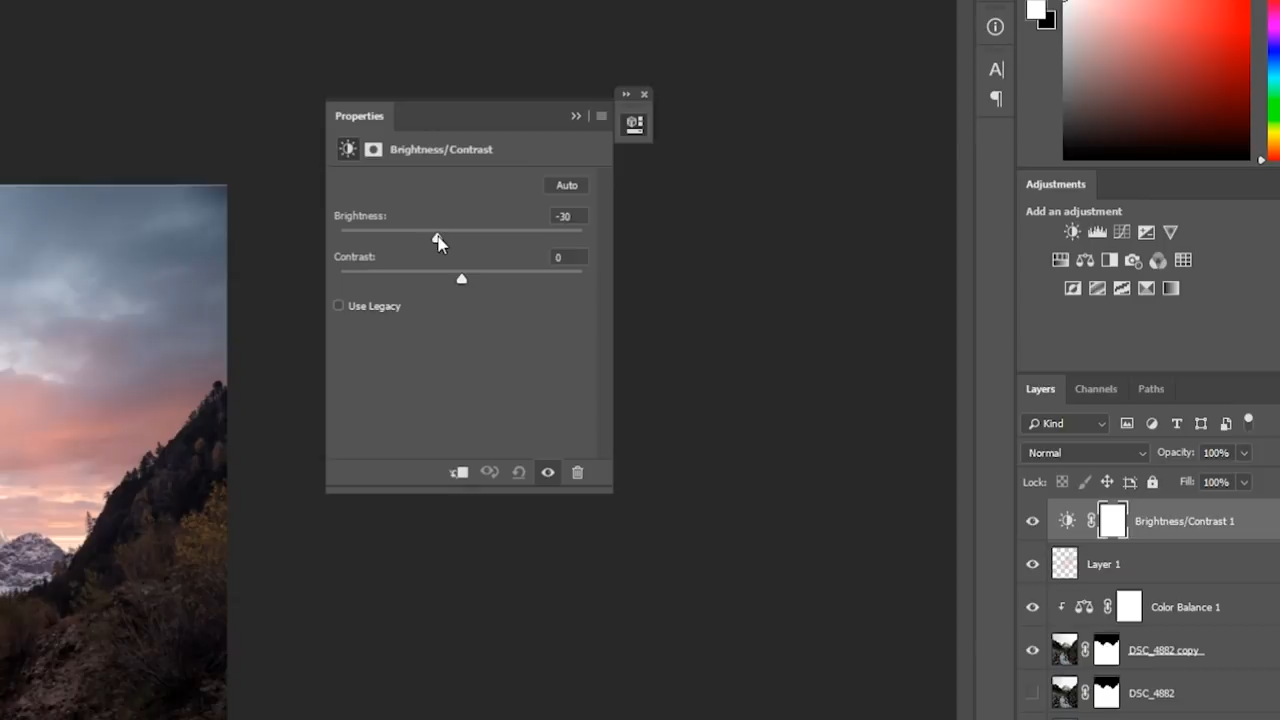 Properties
Brightness/Contrast
Auto
Brightness:
-30
Contrast:
0
Use Legacy
A
Adjustments
Add an adjustment
Layers
Channels
Paths
Kind
T
Normal
Opacity: 100%
Lock:
Fill: 100%
Brightness/Contrast 1
Layer 1
Color Balance 1
DSC_4882 copy
DSC_4882